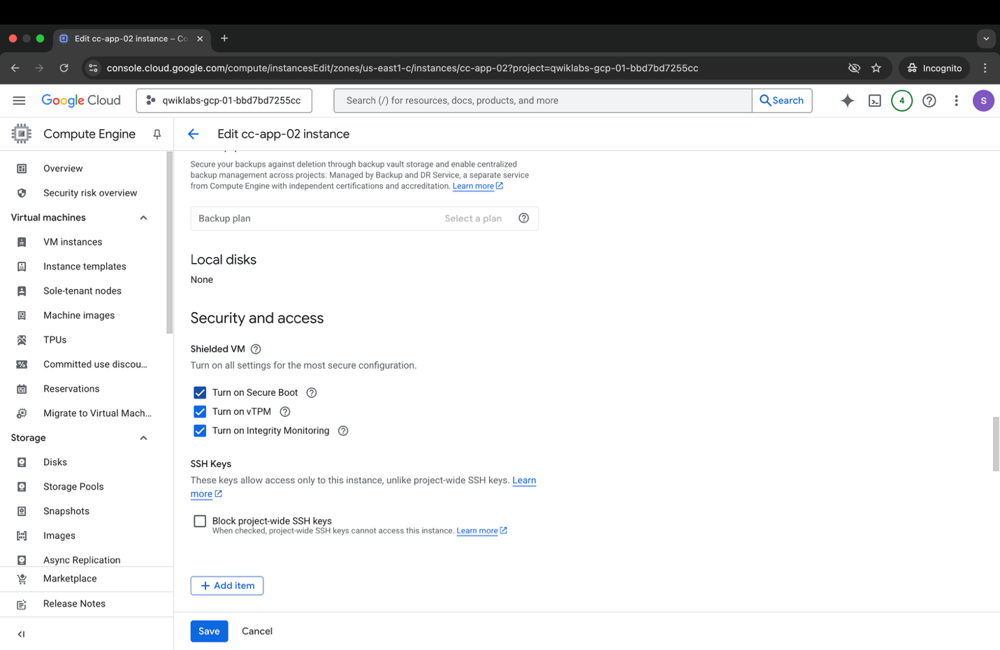 Edit cc-app-02 instance – Co
console.cloud.google.com/compute/instancesEdit/zones/us-east1-c/instances/cc-app-02?project=qwiklabs-gcp-01-bbd7bd7255cc
Incognito
Google Cloud
qwiklabs-gcp-01-bbd7bd7255cc
Search (/) for resources, docs, products, and more
Search
4
S
Compute Engine
Edit cc-app-02 instance
Overview
Security risk overview
Virtual machines
VM instances
Instance templates
Sole-tenant nodes
Machine images
TPUs
Committed use discou...
Reservations
Migrate to Virtual Mach...
Storage
Disks
Storage Pools
Snapshots
Images
Async Replication
Marketplace
Release Notes
Secure your backups against deletion through backup vault storage and enable centralized
backup management across projects. Managed by Backup and DR Service, a separate service
from Compute Engine with independent certifications and accreditation. Learn more
Backup plan
Select a plan
Local disks
None
Security and access
Shielded VM
Turn on all settings for the most secure configuration.
Turn on Secure Boot
Turn on vTPM
Turn on Integrity Monitoring
SSH Keys
These keys allow access only to this instance, unlike project-wide SSH keys. Learn
more
Block project-wide SSH keys
When checked, project-wide SSH keys cannot access this instance. Learn more
+ Add item
Save
Cancel